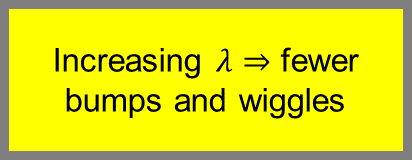 Increasing λ ⇒ fewer
bumps and wiggles